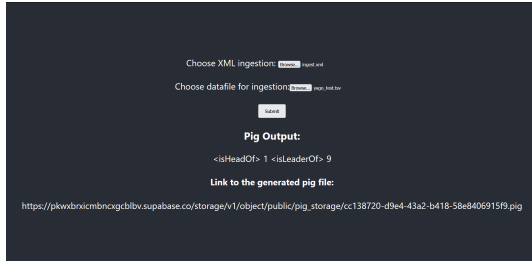 Choose XML ingestion: Browse... ingest.xml
Choose datafile for ingestion: Browse... yago_test.tsv
Submit
Pig Output:
<isHeadOf> 1 <isLeaderOf> 9
Link to the generated pig file:
https://pkwxbrxicmbncxgcblbv.supabase.co/storage/v1/object/public/pig_storage/cc138720-d9e4-43a2-b418-58e8406915f9.pig